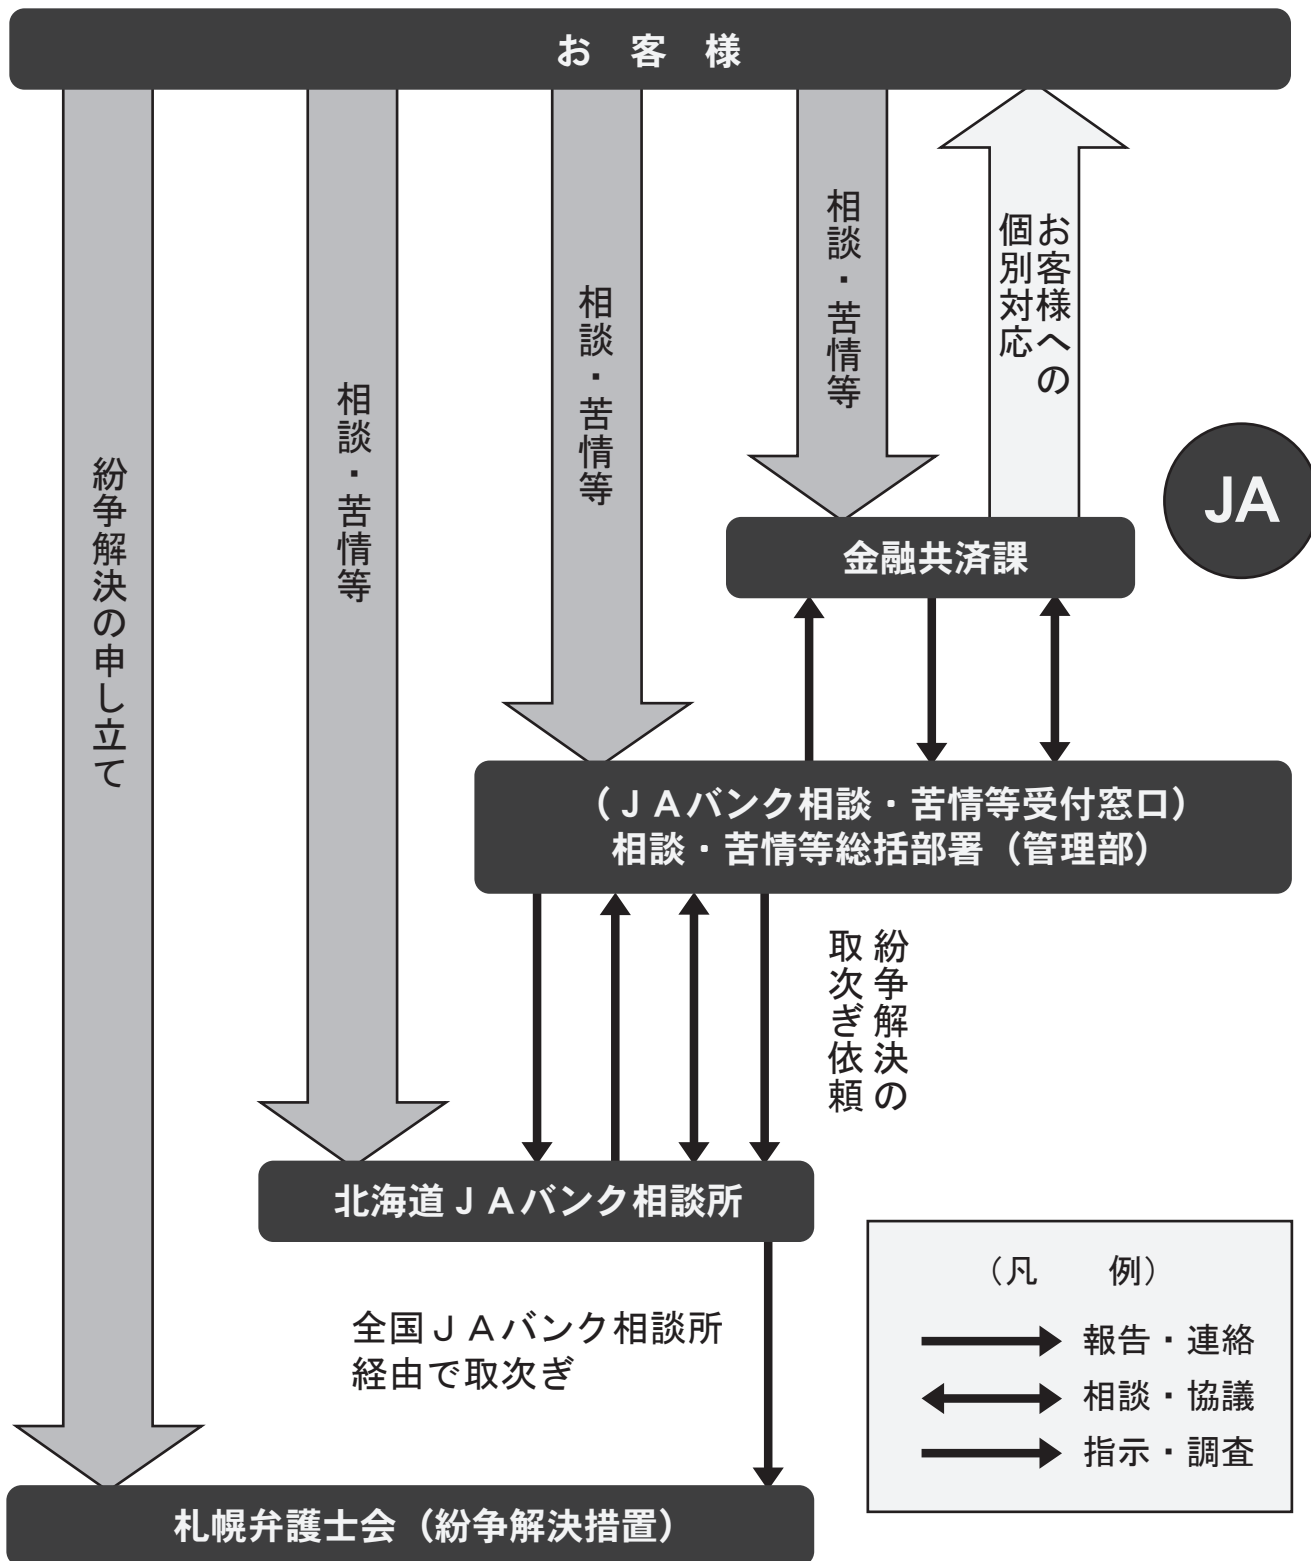 お　客　様
紛争解決の申し立て
相談・苦情等
相談・苦情等
相談・苦情等
お客様への
個別対応
JA
金融共済課
（ＪＡバンク相談・苦情等受付窓口）
相談・苦情等総括部署（管理部）
紛争解決の
取次ぎ依頼
北海道ＪＡバンク相談所
全国ＪＡバンク相談所
経由で取次ぎ
（凡　　例）
報告・連絡
相談・協議
指示・調査
札幌弁護士会（紛争解決措置）